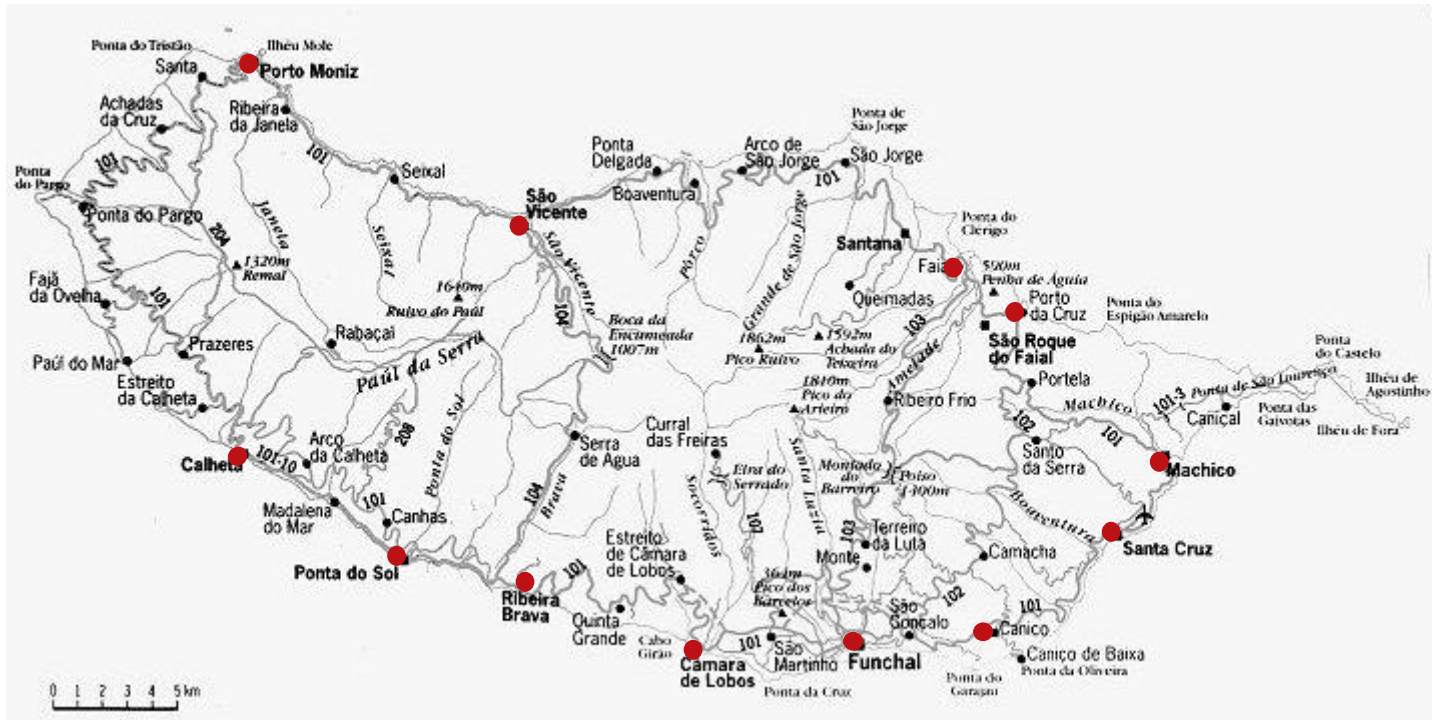 Ponta do Tristão
Ilhéu Mole
Santa
Porto Moniz
Achadas
da Cruz
Ribeira
da Janela
101
101
Seixal
Ponta
do Pargo
Ponta do Pargo
204
Janela
Seixal
1320m
Remal
São
Vicente
São Vicente
104
1640m
Ruivo do Paúl
Ponta
Delgada
Boaventura
Arco de
São Jorge
Ponta de
São Jorge
São Jorge
101
Pôrco
Grande de São Jorge
Santana
Ponta do
Clerigo
Faial
Queimadas
590m
Penha de Águia
Porto
da Cruz
Ponta do
Espigão Amarelo
103
São Roque
do Faial
Fajã
da Ovelha
101
Prazeres
Rabaçal
Paúl da Serra
Paúl do Mar
Estreito
da Calheta
Boca da
Encumeada
1007m
1862m
Pico Ruivo
1592m
Achada do
Teixeira
Ametade
1810m
Pico do
Arieiro
Ribeiro Frio
Portela
Machico
101-3
Ponta de São Lourenço
Ponta
do Castelo
Ilhéu de
Agostinho
Caniçal
Ponta das
Gaivotas
Ilhéu de Fora
102
101
Santo
da Serra
Machico
Calheta
101-10
Arco
da Calheta
208
Ponta do Sol
Madalena
do Mar
101
Canhas
Ponta do Sol
Serra
de Agua
104
Brava
Curral
das Freiras
Eira do
Serrado
Socorridos
107
Santa Luzia
Montado
do
Barreiro
Poiso
1400m
103
Terreiro
da Luta
Monte
Boaventura
Camacha
Santa Cruz
Estreito
de Câmara
de Lobos
Ribeira
Brava
101
Quinta
Grande
Cabo
Girão
Câmara
de Lobos
364m
Pico dos
Barcelos
101
São
Martinho
Funchal
Ponta da Cruz
São
Gonçalo
102
101
Canico
Caniço de Baixa
Ponta da Oliveira
Ponta do
Garajau
0 1 2 3 4 5 km